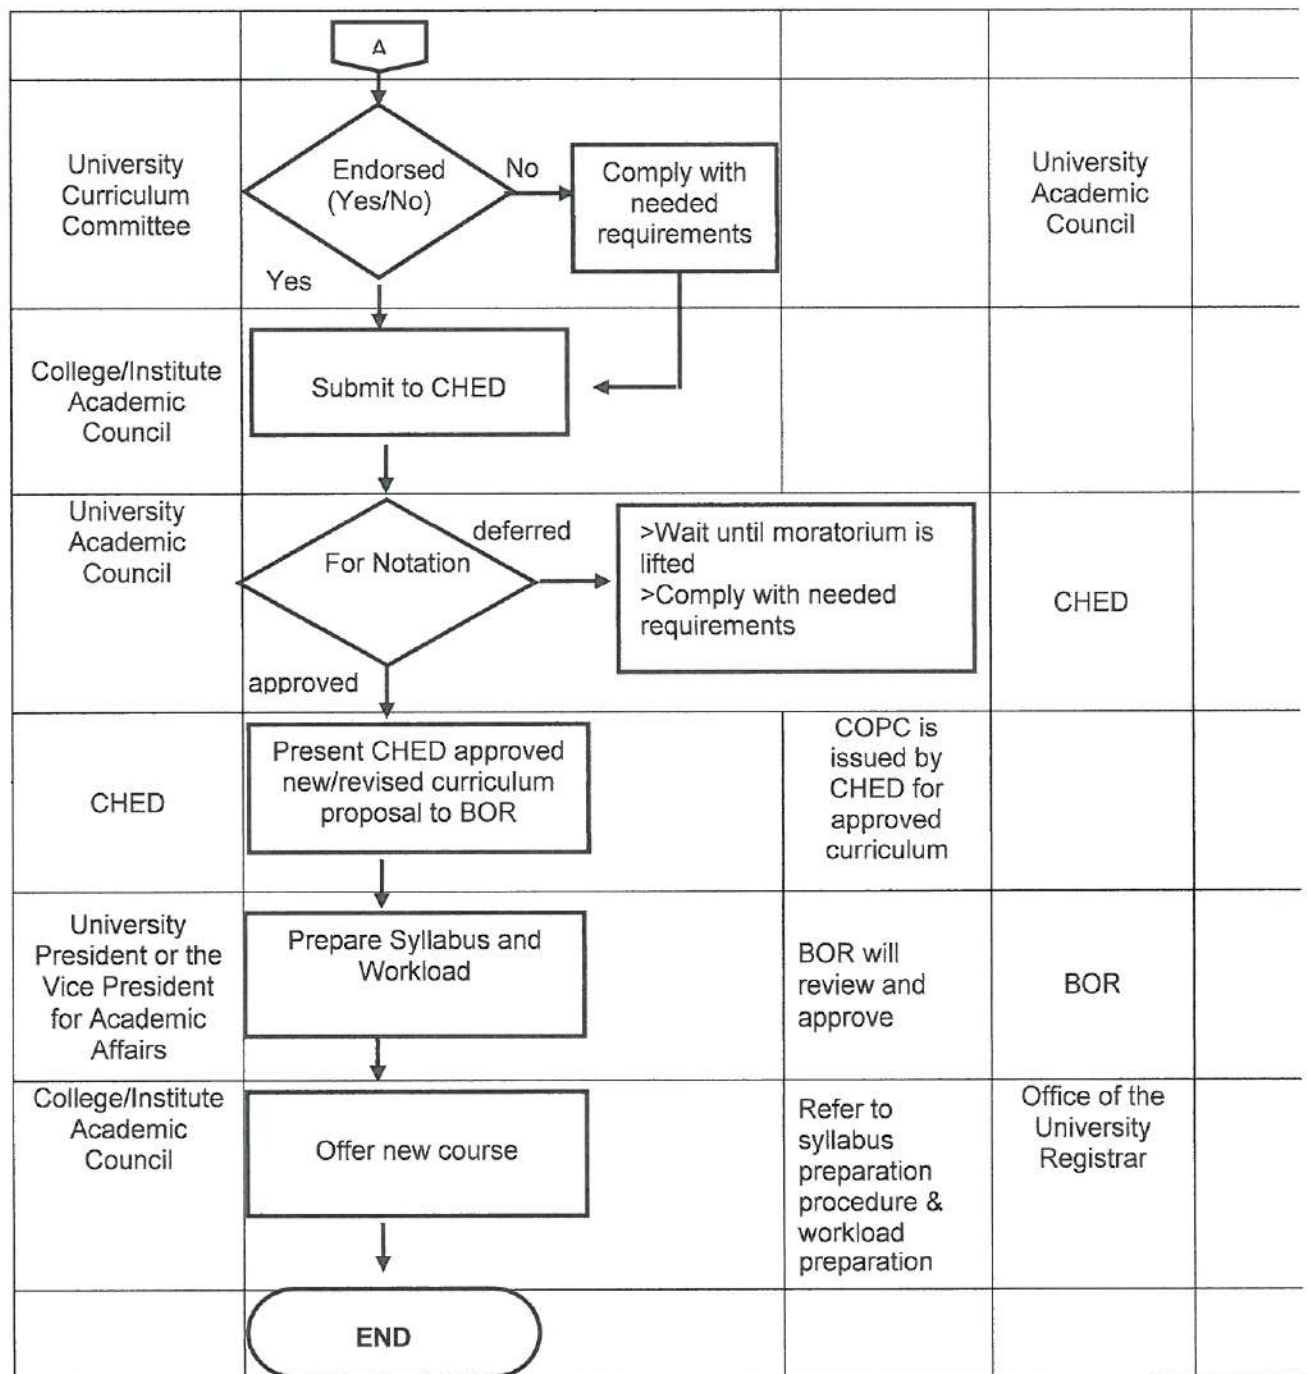 A
University
Curriculum
Committee
Endorsed
(Yes/No)
No
Comply with
needed
requirements
University
Academic
Council
Yes
College/Institute
Academic
Council
Submit to CHED
University
Academic
Council
For Notation
deferred
>Wait until moratorium is
lifted
>Comply with needed
requirements
CHED
approved
CHED
Present CHED approved
new/revised curriculum
proposal to BOR
COPC is
issued by
CHED for
approved
curriculum
University
President or the
Vice President
for Academic
Affairs
Prepare Syllabus and
Workload
BOR will
review and
approve
BOR
College/Institute
Academic
Council
Offer new course
Refer to
syllabus
preparation
procedure &
workload
preparation
Office of the
University
Registrar
END